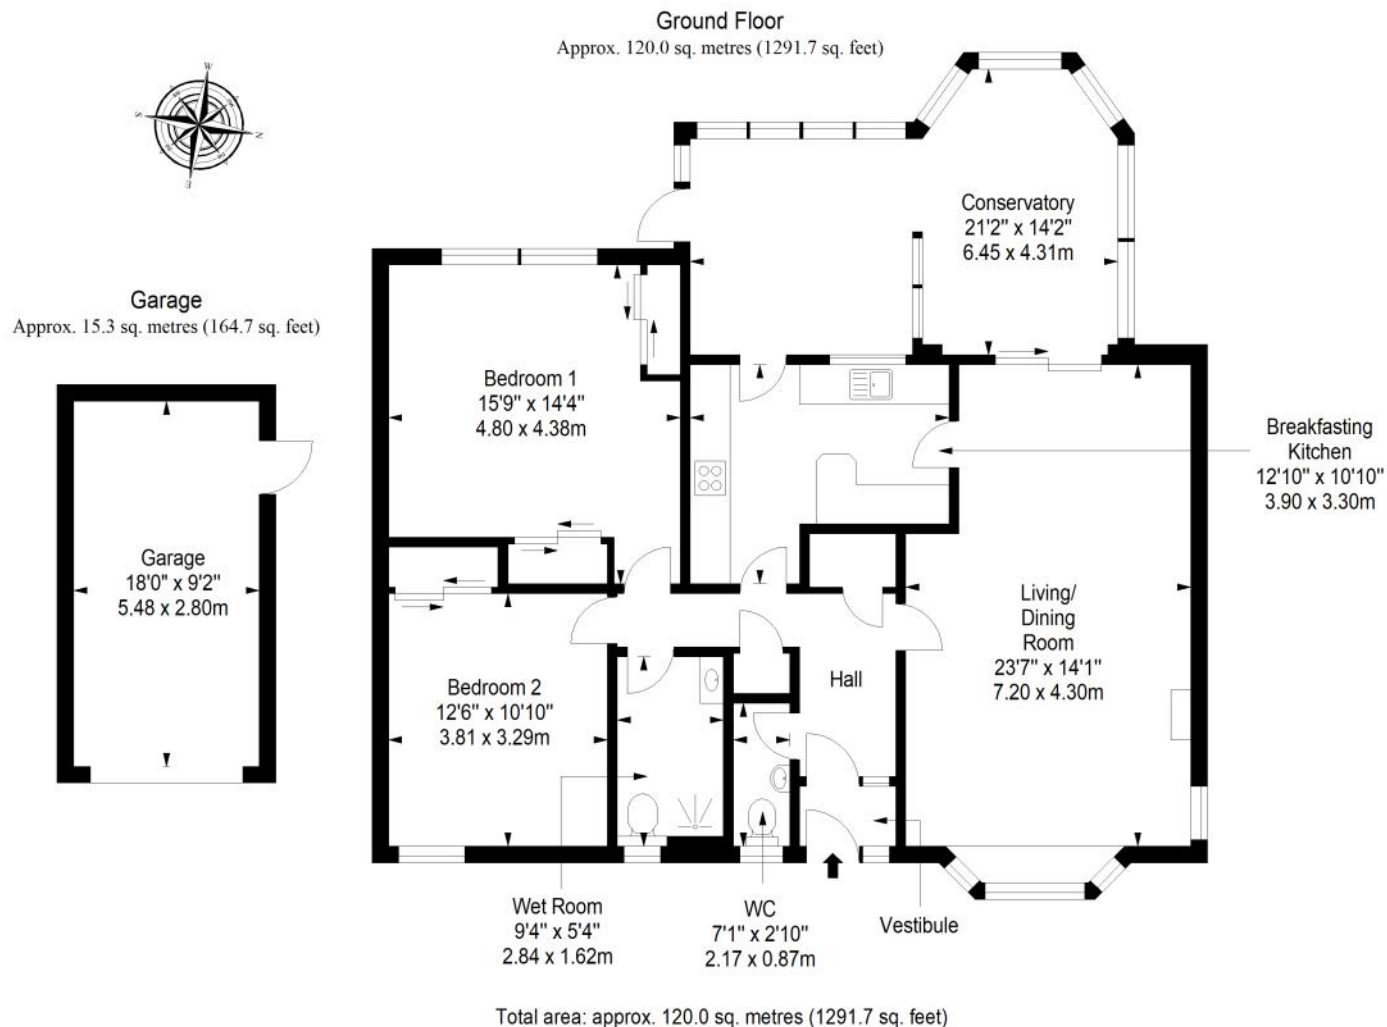 Ground Floor
Approx. 120.0 sq. metres (1291.7 sq. feet)
W
S
N
E
Conservatory
21'2" x 14'2"
6.45 x 4.31m
Garage
Approx. 15.3 sq. metres (164.7 sq. feet)
Bedroom 1
15'9" x 14'4"
4.80 x 4.38m
Breakfasting
Kitchen
12'10" x 10'10"
3.90 x 3.30m
Garage
18'0" x 9'2"
5.48 x 2.80m
Living/
Dining
Room
23'7" x 14'1"
7.20 x 4.30m
Hall
Bedroom 2
12'6" x 10'10"
3.81 x 3.29m
Wet Room
9'4" x 5'4"
2.84 x 1.62m
WC
7'1" x 2'10"
2.17 x 0.87m
Vestibule
Total area: approx. 120.0 sq. metres (1291.7 sq. feet)